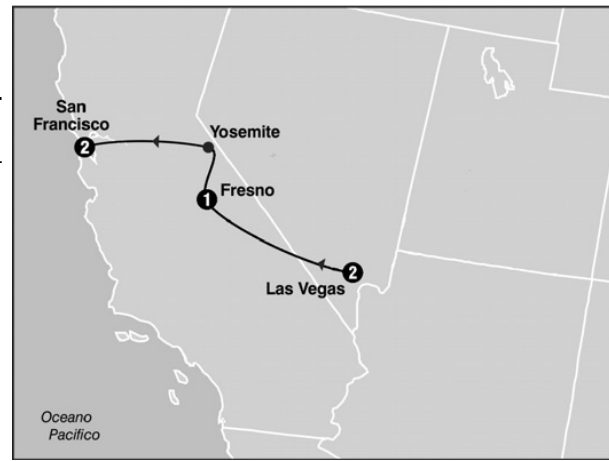 San
Francisco
2
Yosemite
1
Fresno
2
Las Vegas
Oceano
Pacifico